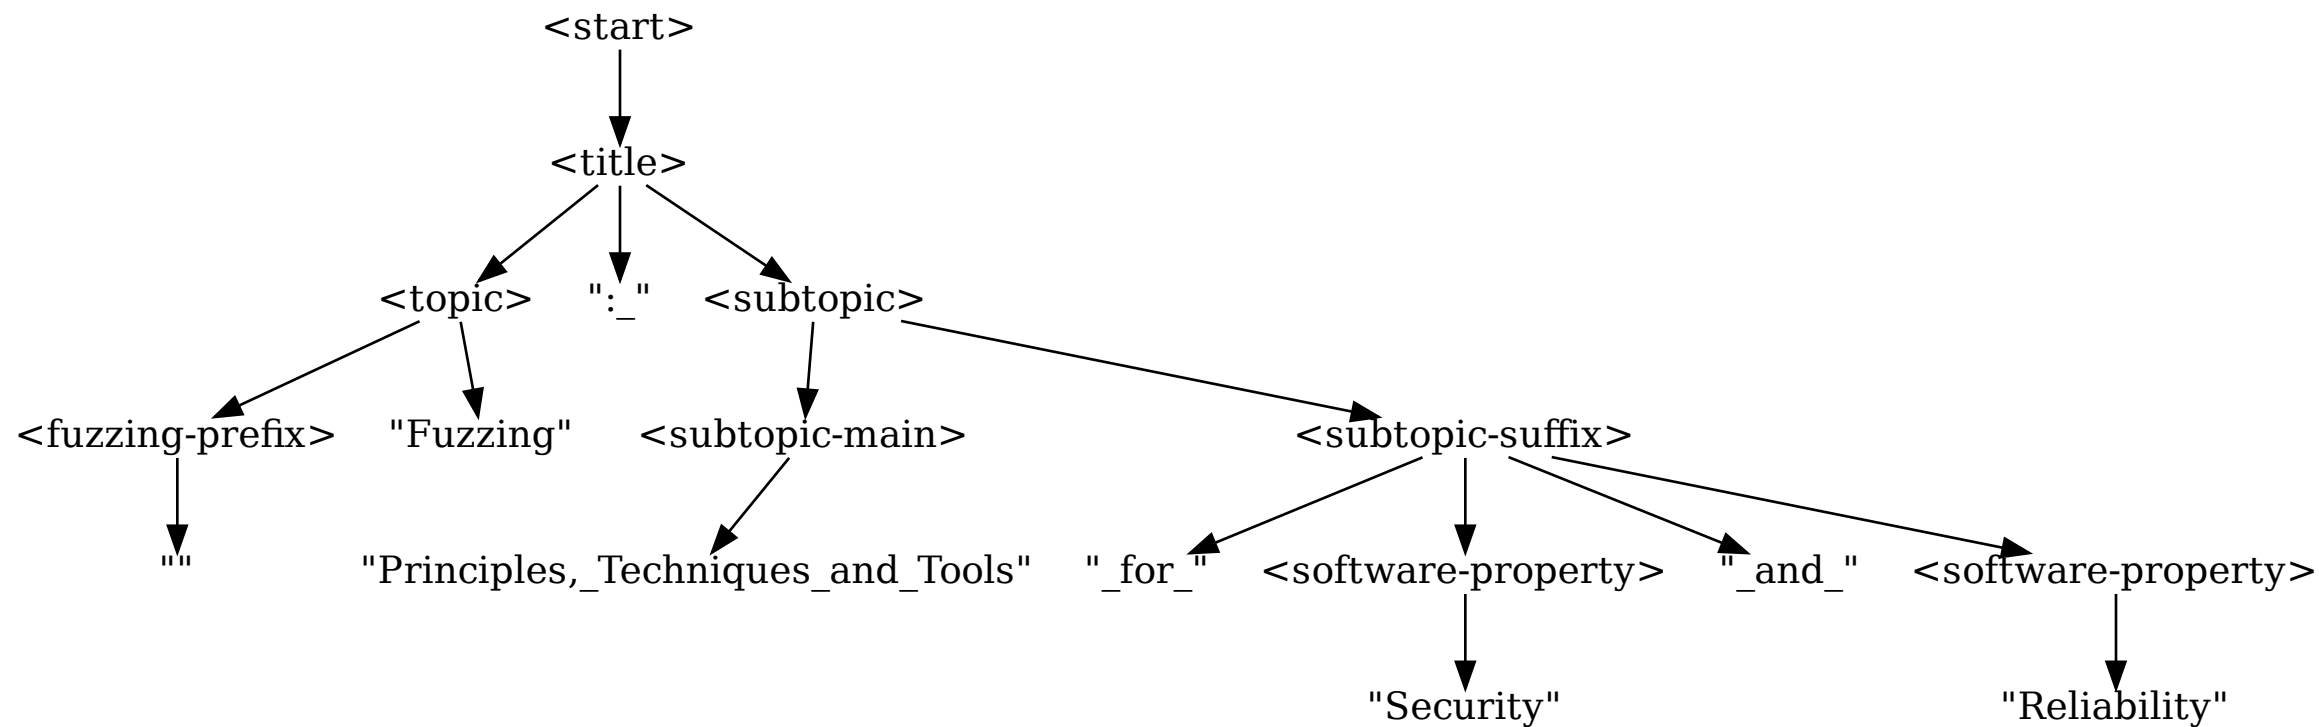 <start>
<title>
<topic> ":_" <subtopic>
<fuzzing-prefix> "Fuzzing" <subtopic-main> <subtopic-suffix>
"" "Principles,_Techniques_and_Tools" "_for_" <software-property> "_and_" <software-property>
"Security" "Reliability"